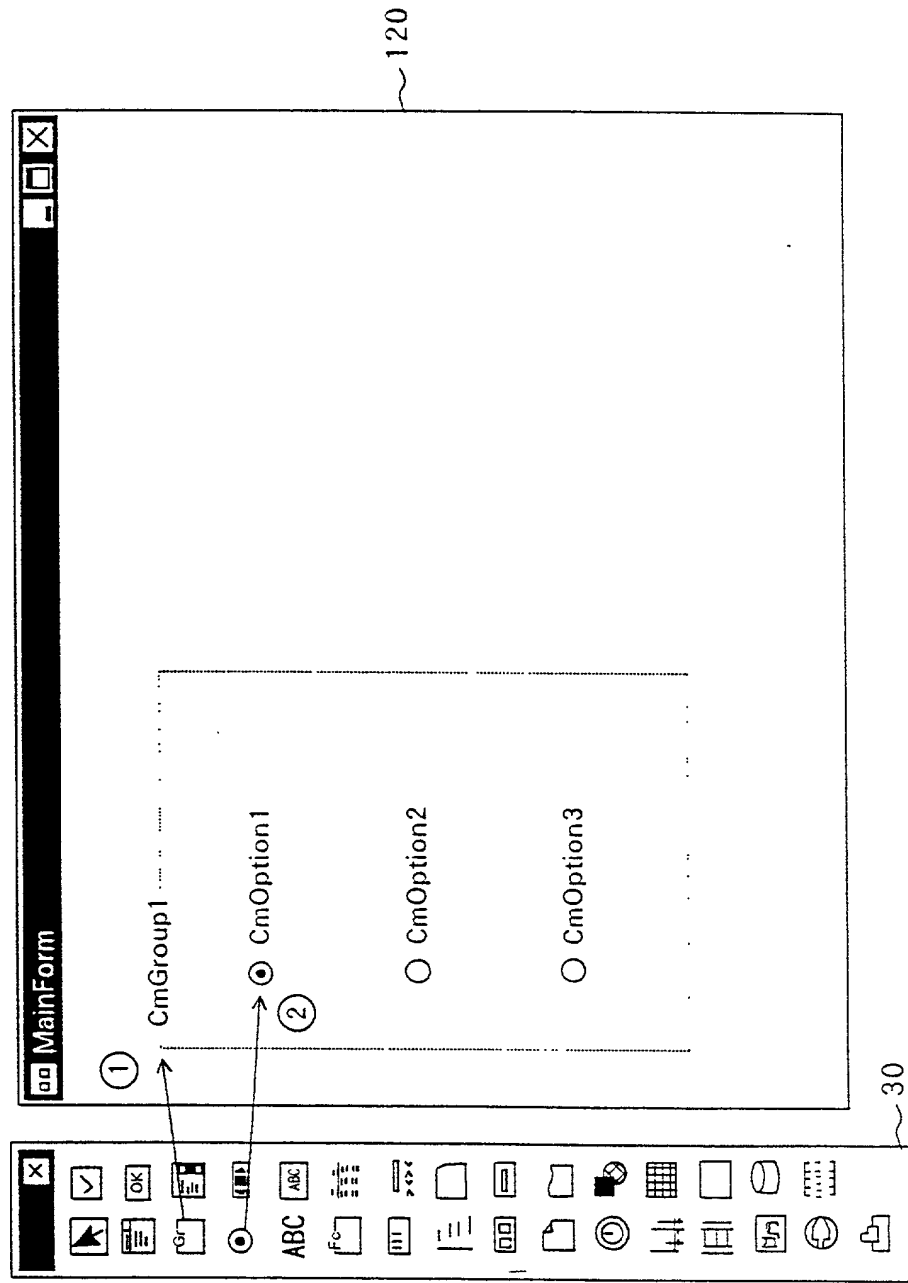 MainForm
120
①
CmGroup1
CmOption1
②
CmOption2
CmOption3
OK
Gr
ABC
ABC
Fc
30